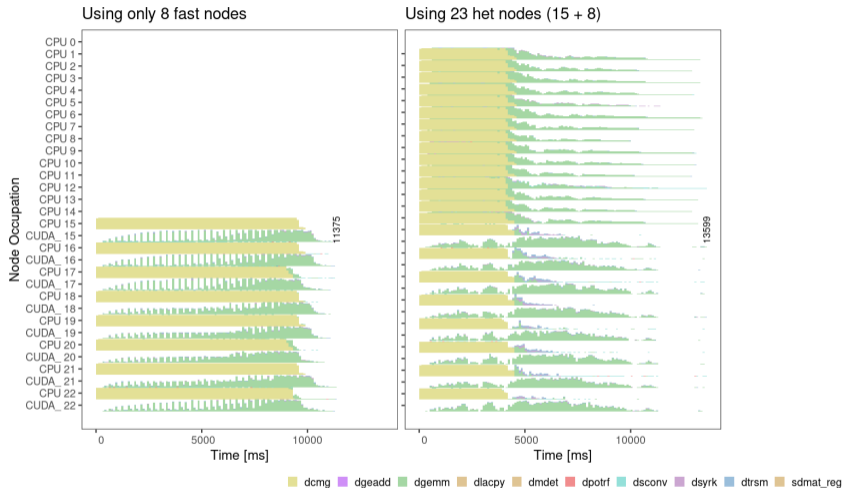 Using only 8 fast nodes
Using 23 het nodes (15 + 8)
Node Occupation
CPU 0
CPU 1
CPU 2
CPU 3
CPU 4
CPU 5
CPU 6
CPU 7
CPU 8
CPU 9
CPU 10
CPU 11
CPU 12
CPU 13
CPU 14
CPU 15
CUDA_ 15
CPU 16
CUDA_ 16
CPU 17
CUDA_ 17
CPU 18
CUDA_ 18
CPU 19
CUDA_ 19
CPU 20
CUDA_ 20
CPU 21
CUDA_ 21
CPU 22
CUDA_ 22
11375
13599
0 5000 10000
0 5000 10000
Time [ms]
Time [ms]
dcmg dgeadd dgemm dlacpy dmdet dpotrf dsconv dsyrk dtrsm sdmat_reg